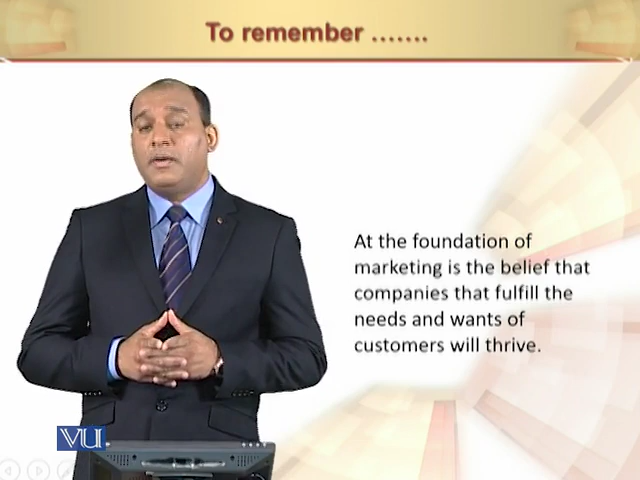 To remember .......
At the foundation of
marketing is the belief that
companies that fulfill the
needs and wants of
customers will thrive.
VU